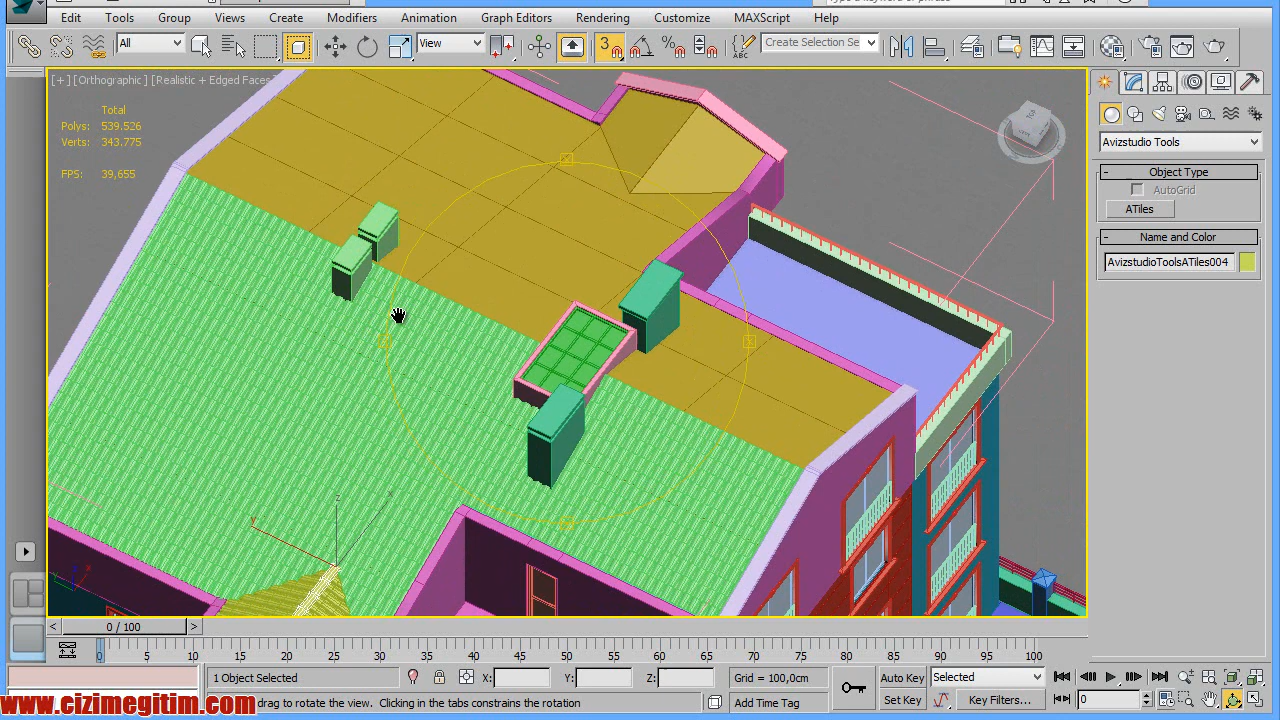 Edit Tools Group Views Create Modifiers Animation Graph Editors Rendering Customize MAXScript Help
All View 3 Create Selection Se
[+] [Orthographic] [Realistic + Edged Faces
Total
Polys: 539.526
Verts: 343.775
FPS: 39,655
Avizstudio Tools
- Object Type
AutoGrid
ATiles
- Name and Color
AvizstudioToolsATiles004
z
x
y
< 0 / 100 >
0 5 10 15 20 25 30 35 40 45 50 55 60 65 70 75 80 85 90 95 100
1 Object Selected X: Y: Z: Grid = 100,0cm Auto Key Selected
drag to rotate the view. Clicking in the tabs constrains the rotation Add Time Tag Set Key Key Filters... 0
www.cizimegitim.com